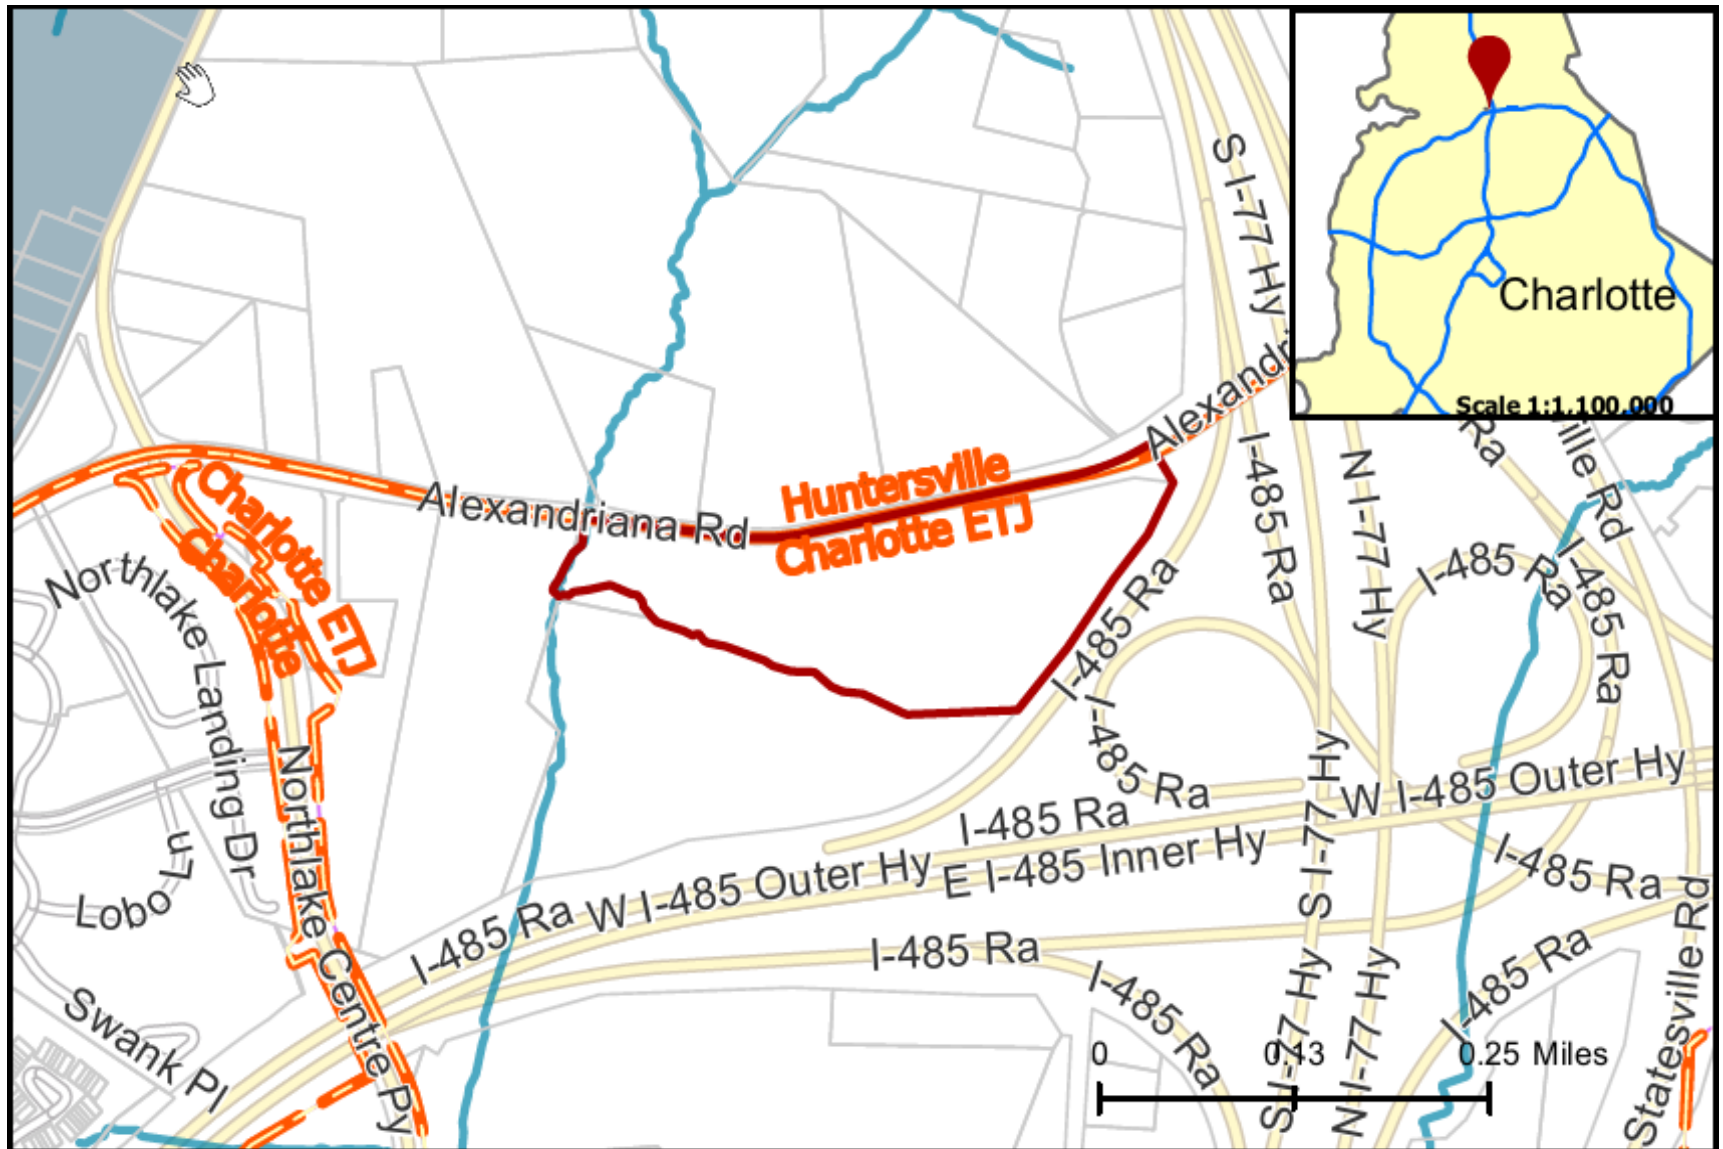 S I-77 Hy
Charlotte
Scale 1:1,100,000
Alexandri
Ra
ville Rd
Huntersville
Charlotte ETJ
Alexandriana Rd
I-485 Ra
N I-77 Hy
I-485 Ra
I-485 Ra
Charlotte ETJ
Charlotte
Northlake Landing Dr
I-485 Ra
I-485 Ra
Northlake Centre Py
S I-77 Hy
W I-485 Outer Hy
I-485 Ra
E I-485 Inner Hy
W I-485 Outer Hy
I-485 Ra
I-485 Ra
Lobo Ln
I-485 Ra
I-485 Ra
I-485 Ra
S I-77 Hy
N I-77 Hy
Statesville Rd
Swank Pl
0 0.13 0.25 Miles